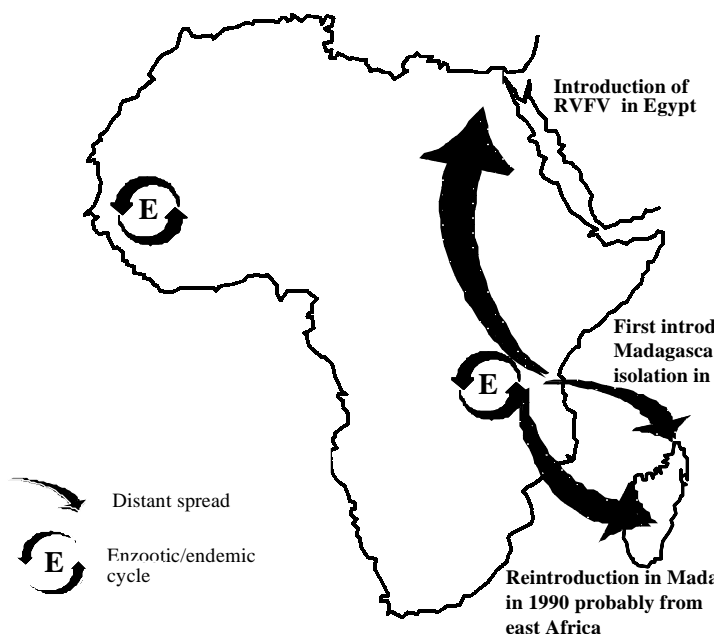 Introduction of
RVFV in Egypt
E
First introd
Madagasca
isolation in
E
Distant spread
E
Enzootic/endemic
cycle
Reintroduction in Mada
in 1990 probably from
east Africa